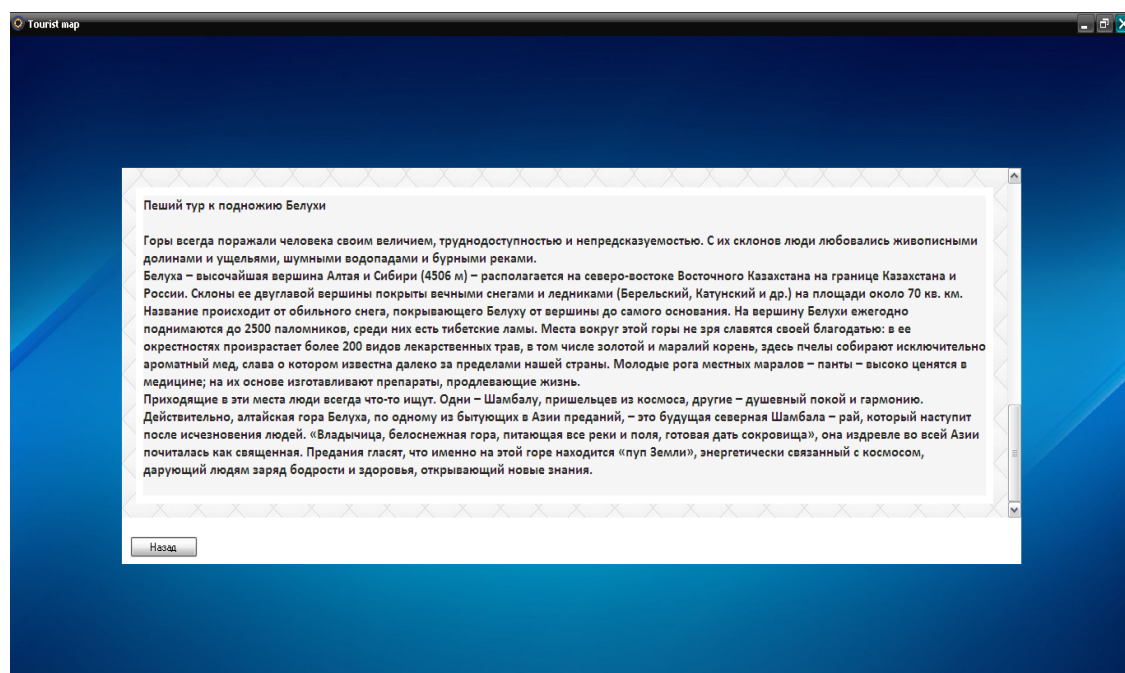 Tourist map
Пеший тур к подножию Белухи
Горы всегда поражали человека своим величием, труднодоступностью и непредсказуемостью. С их склонов люди любовались живописными
долинами и ущельями, шумными водопадами и бурными реками.
Белуха – высочайшая вершина Алтая и Сибири (4506 м) – располагается на северо-востоке Восточного Казахстана на границе Казахстана и
России. Склоны ее двуглавой вершины покрыты вечными снегами и ледниками (Берельский, Катунский и др.) на площади около 70 кв. км.
Название происходит от обильного снега, покрывающего Белуху от вершины до самого основания. На вершину Белухи ежегодно
поднимаются до 2500 паломников, среди них есть тибетские ламы. Места вокруг этой горы не зря славятся своей благодатью: в ее
окрестностях произрастает более 200 видов лекарственных трав, в том числе золотой и маралий корень, здесь пчелы собирают исключительно
ароматный мед, слава о котором известна далеко за пределами нашей страны. Молодые рога местных маралов – панты – высоко ценятся в
медицине; на их основе изготавливают препараты, продлевающие жизнь.
Приходящие в эти места люди всегда что-то ищут. Одни – Шамбалу, пришельцев из космоса, другие – душевный покой и гармонию.
Действительно, алтайская гора Белуха, по одному из бытующих в Азии преданий, – это будущая северная Шамбала – рай, который наступит
после исчезновения людей. «Владычица, белоснежная гора, питающая все реки и поля, готовая дать сокровища», она издревле во всей Азии
почиталась как священная. Предания гласят, что именно на этой горе находится «пуп Земли», энергетически связанный с космосом,
дарующий людям заряд бодрости и здоровья, открывающий новые знания.
Назад